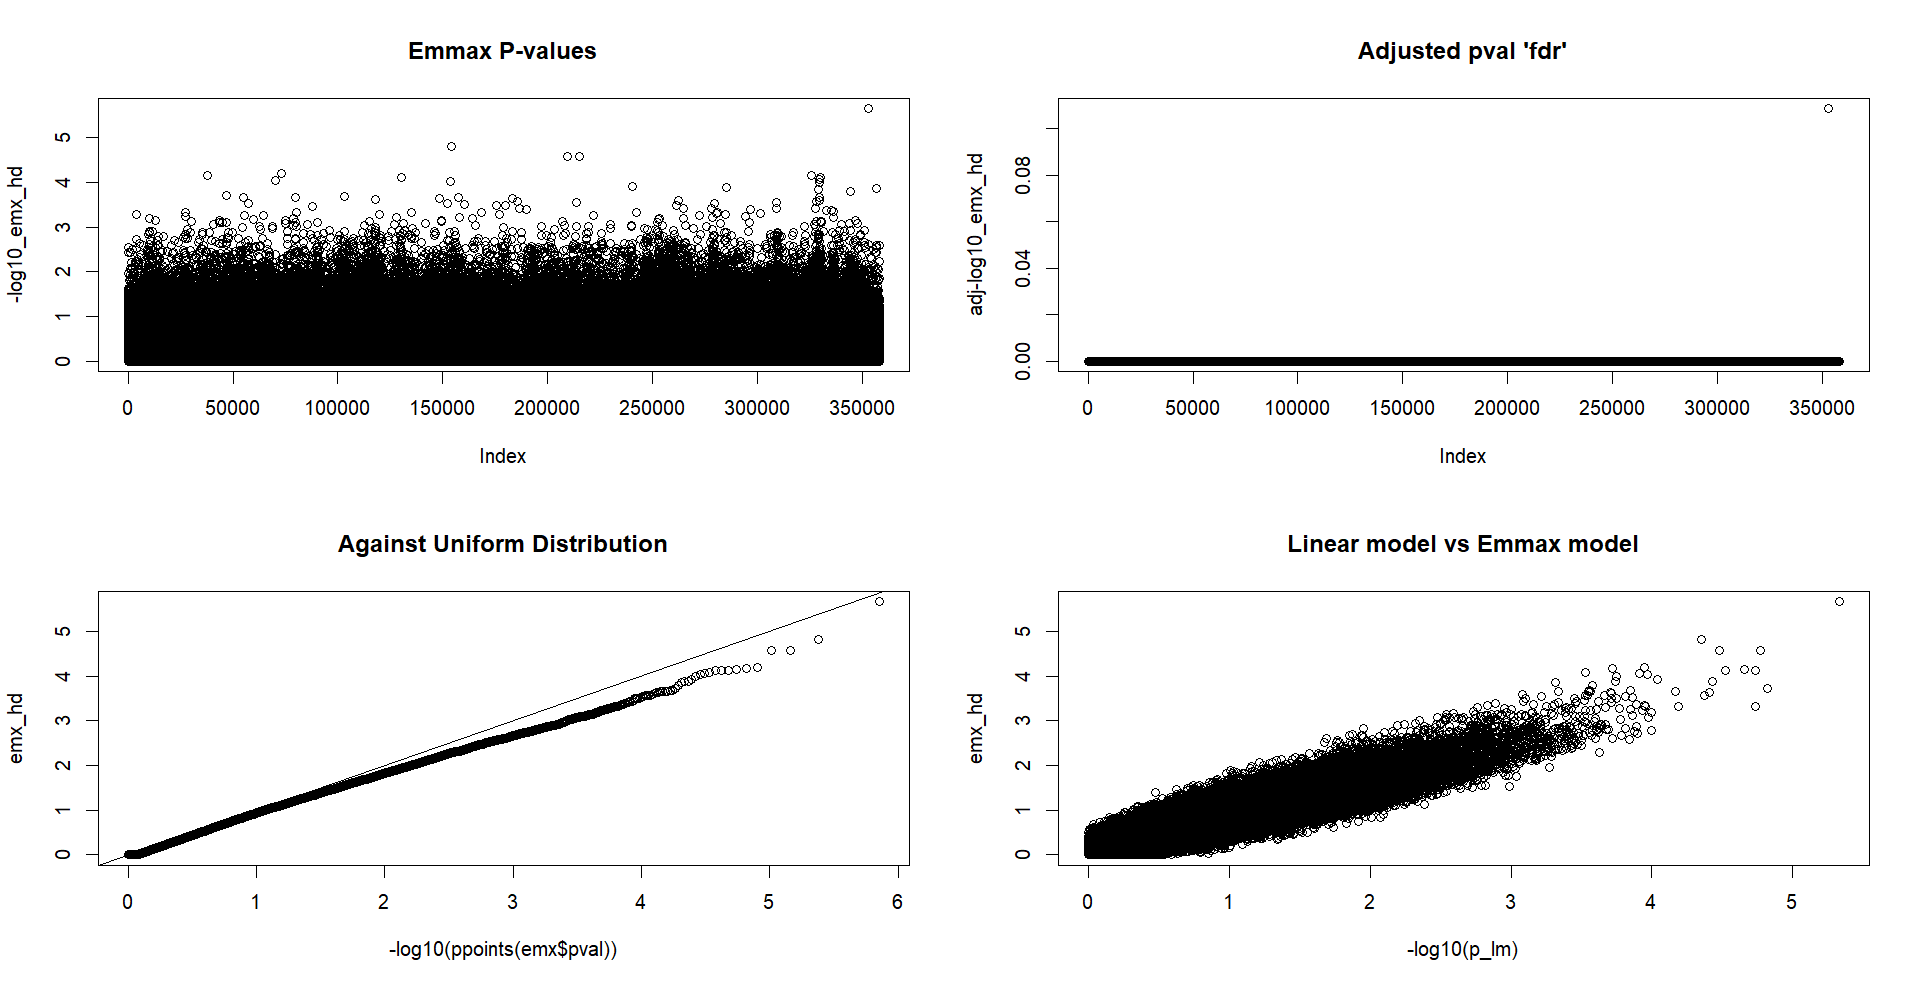 Emmax P-values
-log10_emx_hd
5
4
3
2
1
0
0 50000 100000 150000 200000 250000 300000 350000
Index
Adjusted pval 'fdr'
adj-log10_emx_hd
0.08
0.04
0.00
0 50000 100000 150000 200000 250000 300000 350000
Index
Against Uniform Distribution
emx_hd
5
4
3
2
1
0
0 1 2 3 4 5 6
-log10(ppoints(emx$pval))
Linear model vs Emmax model
emx_hd
5
4
3
2
1
0
0 1 2 3 4 5
-log10(p_lm)